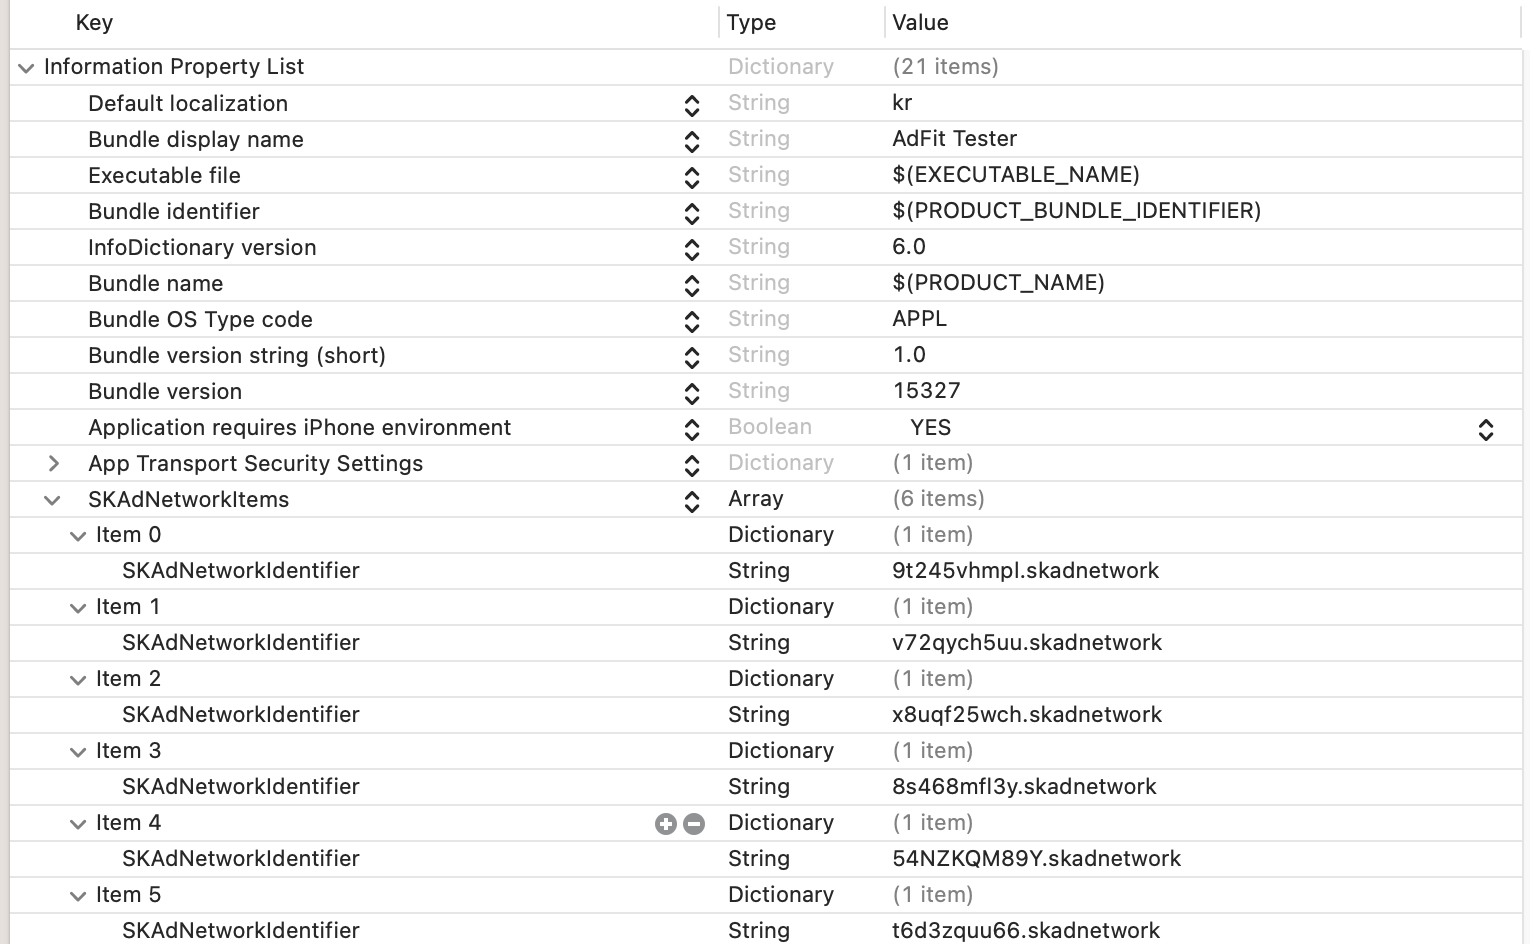 Key Type Value
Information Property List Dictionary (21 items)
Default localization String kr
Bundle display name String AdFit Tester
Executable file String $(EXECUTABLE_NAME)
Bundle identifier String $(PRODUCT_BUNDLE_IDENTIFIER)
InfoDictionary version String 6.0
Bundle name String $(PRODUCT_NAME)
Bundle OS Type code String APPL
Bundle version string (short) String 1.0
Bundle version String 15327
Application requires iPhone environment Boolean YES
App Transport Security Settings Dictionary (1 item)
SKAdNetworkItems Array (6 items)
Item 0 Dictionary (1 item)
SKAdNetworkIdentifier String 9t245vhmpl.skadnetwork
Item 1 Dictionary (1 item)
SKAdNetworkIdentifier String v72qych5uu.skadnetwork
Item 2 Dictionary (1 item)
SKAdNetworkIdentifier String x8uqf25wch.skadnetwork
Item 3 Dictionary (1 item)
SKAdNetworkIdentifier String 8s468mfl3y.skadnetwork
Item 4 Dictionary (1 item)
SKAdNetworkIdentifier String 54NZKQM89Y.skadnetwork
Item 5 Dictionary (1 item)
SKAdNetworkIdentifier String t6d3zquu66.skadnetwork